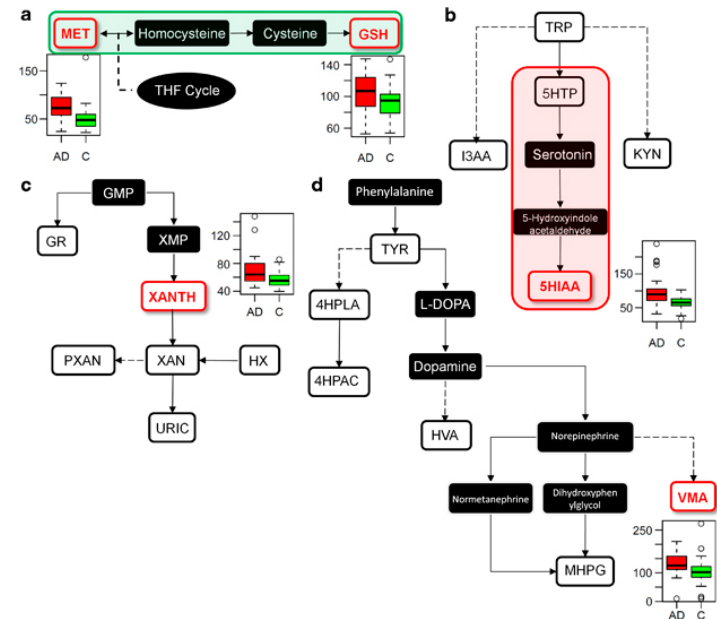 a
MET
Homocysteine
Cysteine
GSH
THF Cycle
150
50
AD C
140
100
60
AD C
b
TRP
5HTP
I3AA
Serotonin
KYN
5-Hydroxyindole
acetaldehyde
5HIAA
150
50
AD C
c
GMP
GR
XMP
XANTH
120
80
40
AD C
PXAN
XAN
HX
URIC
d
Phenylalanine
TYR
4HPLA
L-DOPA
4HPAC
Dopamine
HVA
Norepinephrine
Normetanephrine
Dihydroxyphen
ylglycol
VMA
MHPG
250
100
0
AD C